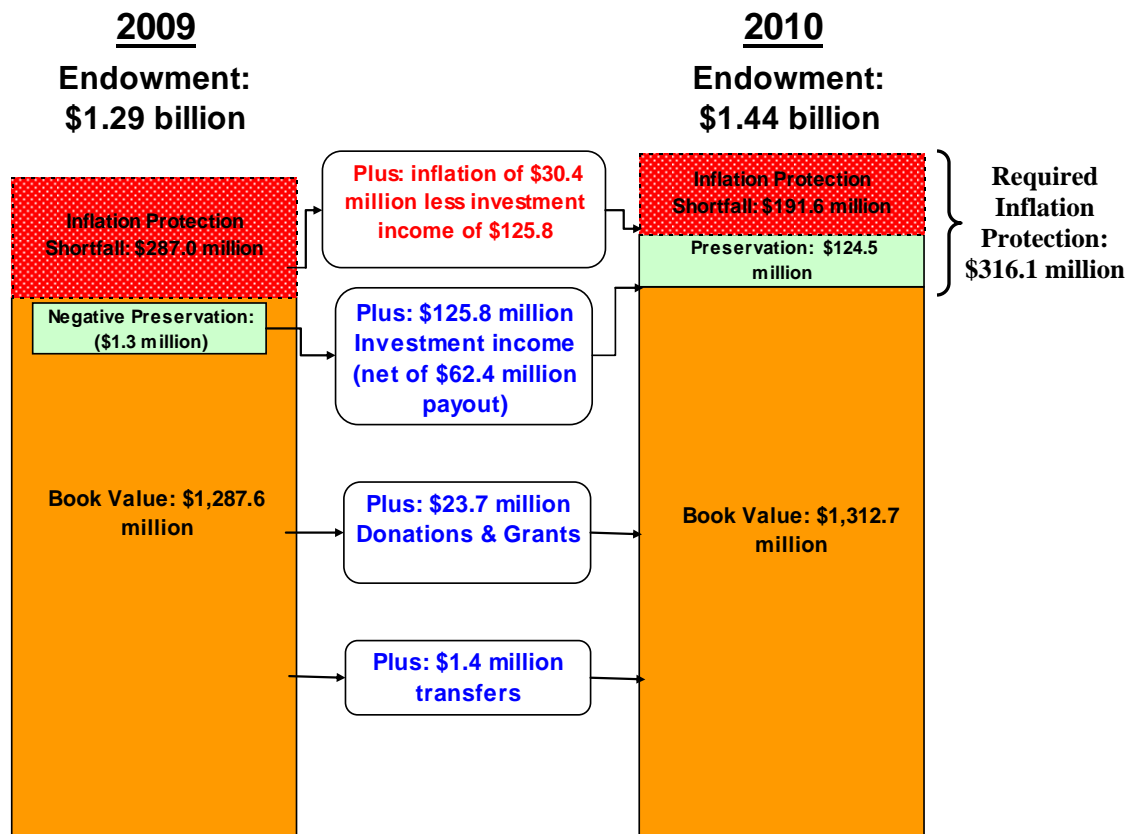 2009
Endowment:
$1.29 billion
Inflation Protection
Shortfall: $287.0 million
Negative Preservation:
($1.3 million)
Book Value: $1,287.6
million
Plus: inflation of $30.4
million less investment
income of $125.8
Plus: $125.8 million
Investment income
(net of $62.4 million
payout)
Plus: $23.7 million
Donations & Grants
Plus: $1.4 million
transfers
2010
Endowment:
$1.44 billion
Inflation Protection
Shortfall: $191.6 million
Preservation: $124.5
million
Book Value: $1,312.7
million
Required
Inflation
Protection:
$316.1 million